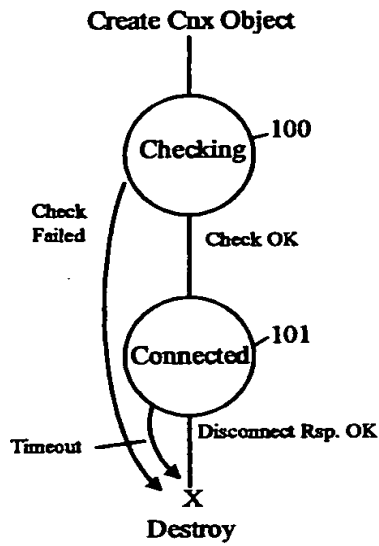 Create Cnx Object
100
Checking
Check
Failed
Check OK
101
Connected
Disconnect Rsp. OK
Timeout
X
Destroy